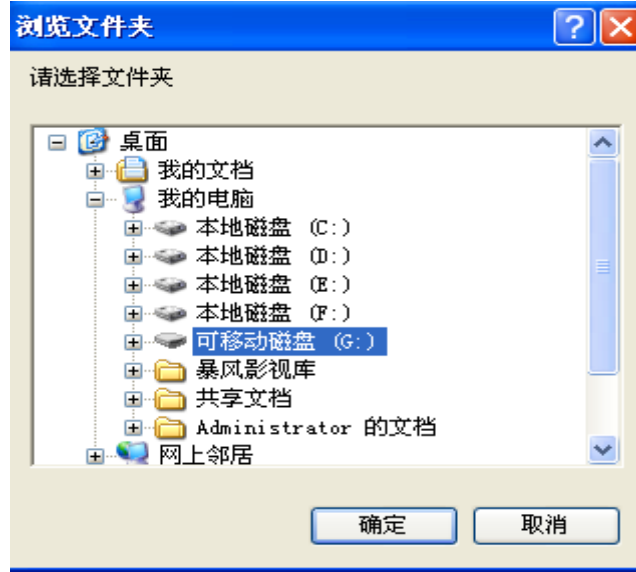 浏览文件夹
请选择文件夹
桌面
我的文档
我的电脑
本地磁盘 (C:)
本地磁盘 (D:)
本地磁盘 (E:)
本地磁盘 (F:)
可移动磁盘 (G:)
暴风影视库
共享文档
Administrator 的文档
网上邻居
确定 取消